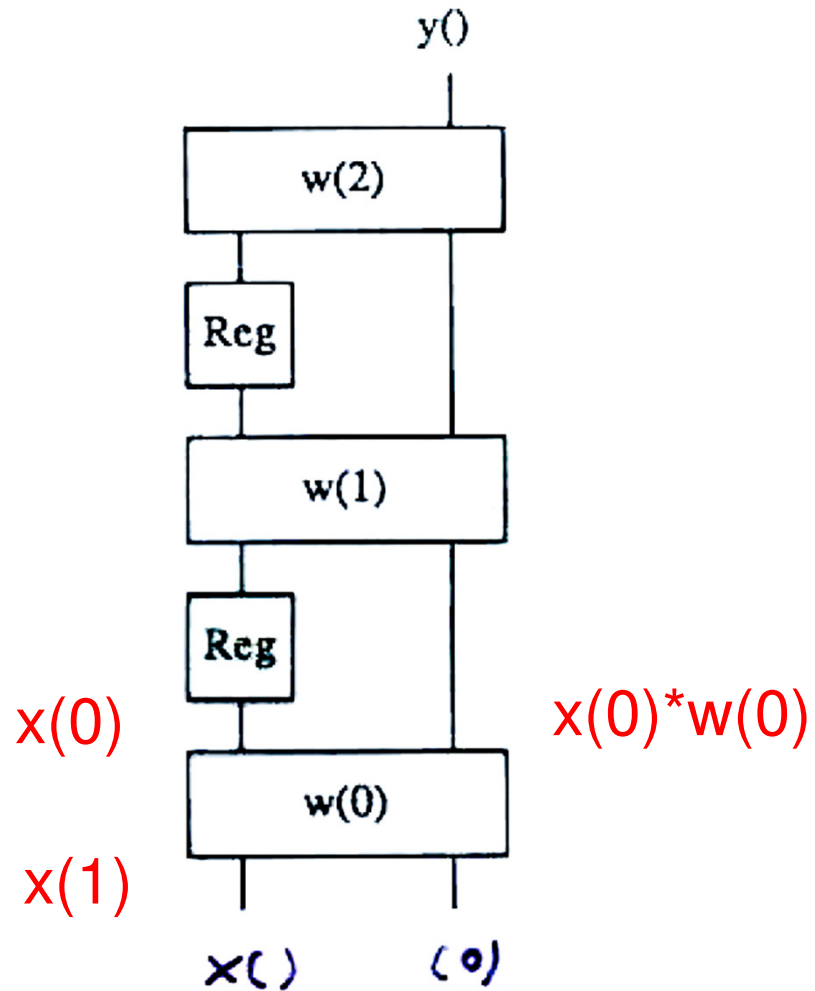 y()
w(2)
Reg
w(1)
Reg
x(0)
x(0)*w(0)
w(0)
x(1)
x()
(0)